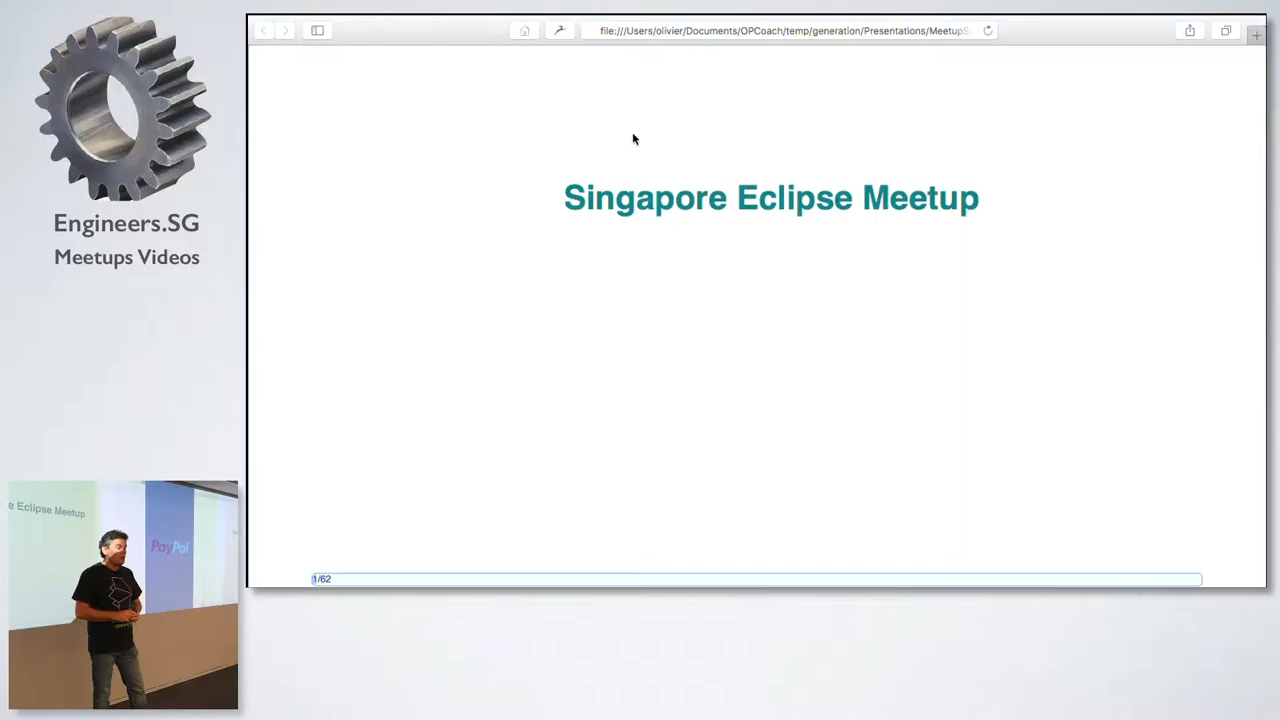 Engineers.SG
Meetups Videos
file:///Users/olivier/Documents/OPCoach/temp/generation/Presentations/MeetupS
Singapore Eclipse Meetup
1/62
e Eclipse Meetup
PayPal